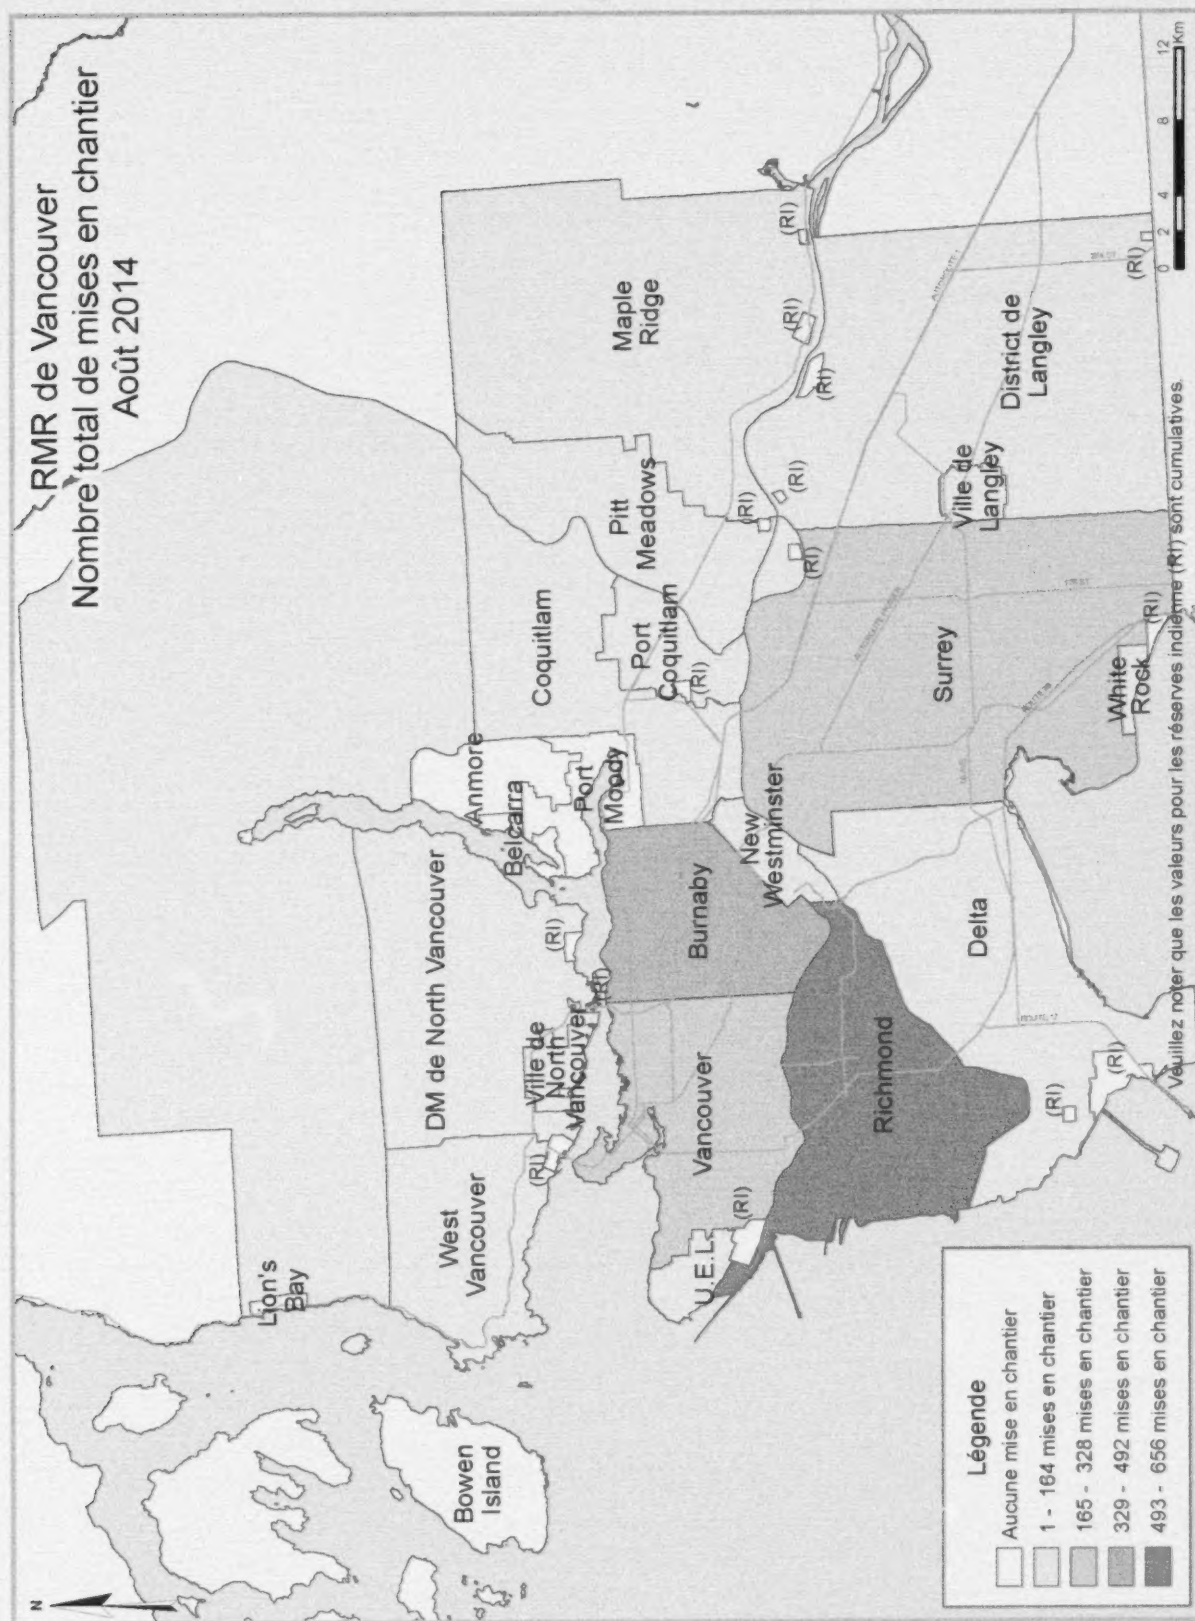 RMR de Vancouver
Nombre total de mises en chantier
Août 2014
N
Lion's
Bay
Bowen
Island
West
Vancouver
DM de North Vancouver
Ville de
North
Vancouver
(RI)
(RI)
(RI)
Anmore
Belcarra
Port
Moody
Coquitlam
Port
Coquitlam
(RI)
Pitt
Meadows
(RI)
(RI)
(RI)
Maple
Ridge
(RI)
(RI)
(RI)
U.E.L.
(RI)
Vancouver
Burnaby
New
Westminster
Richmond
Delta
(RI)
(RI)
Surrey
White
Rock
(RI)
Ville de
Langley
District de
Langley
(RI)
Légende
Aucune mise en chantier
1 - 164 mises en chantier
165 - 328 mises en chantier
329 - 492 mises en chantier
493 - 656 mises en chantier
0 2 4 8 12
Km
Veuillez noter que les valeurs pour les réserves indienne (RI) sont cumulatives.